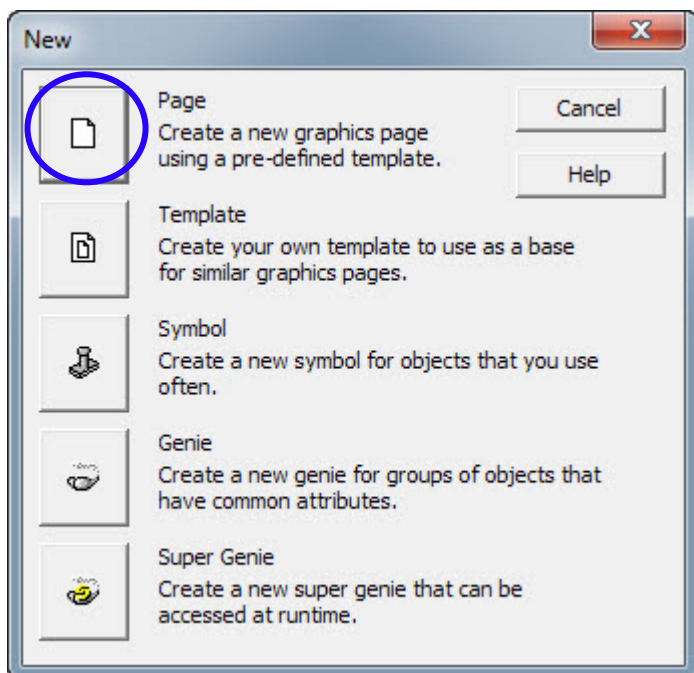 New
Page
Create a new graphics page
using a pre-defined template.
Cancel
Help
Template
Create your own template to use as a base
for similar graphics pages.
Symbol
Create a new symbol for objects that you use
often.
Genie
Create a new genie for groups of objects that
have common attributes.
Super Genie
Create a new super genie that can be
accessed at runtime.